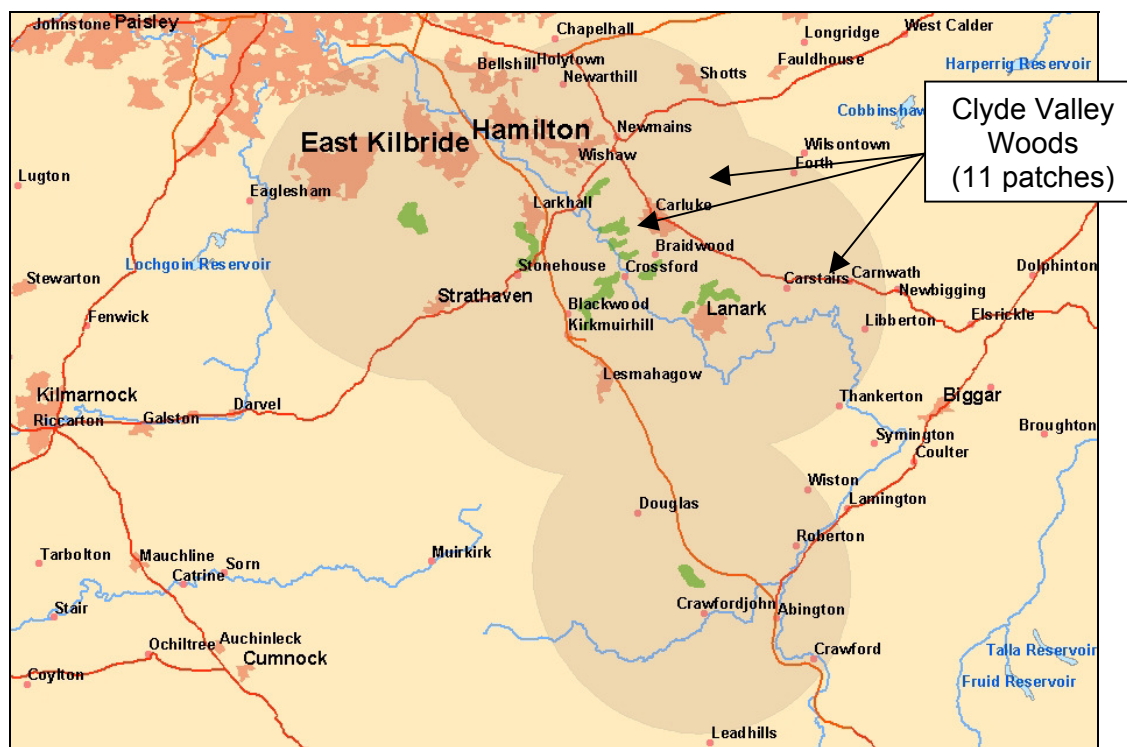 Johnstone Paisley
Chapelhall
Longridge
West Calder
Bellshill Holytown
Newarthill
Shotts
Fauldhouse
Harperrig Reservoir
Cobbinshaw
Clyde Valley
Woods
(11 patches)
East Kilbride
Hamilton
Newmains
Wishaw
Wilsontown
Forth
Lugton
Eaglesham
Larkhall
Carluke
Braidwood
Lochgoin Reservoir
Stonehouse
Crossford
Carstairs
Carnwath
Newbigging
Dolphinton
Stewarton
Strathaven
Blackwood
Kirkmuirhill
Lanark
Libberton
Elsrickle
Fenwick
Lesmahagow
Kilmarnock
Riccarton
Galston
Darvel
Thankerton
Biggar
Symington
Broughton
Coulter
Wiston
Douglas
Lamington
Roberton
Tarbolton
Mauchline
Sorn
Catrine
Muirkirk
Stair
Crawfordjohn
Abington
Ochiltree
Auchinleck
Cumnock
Crawford
Talla Reservoir
Coylton
Fruid Reservoir
Leadhills